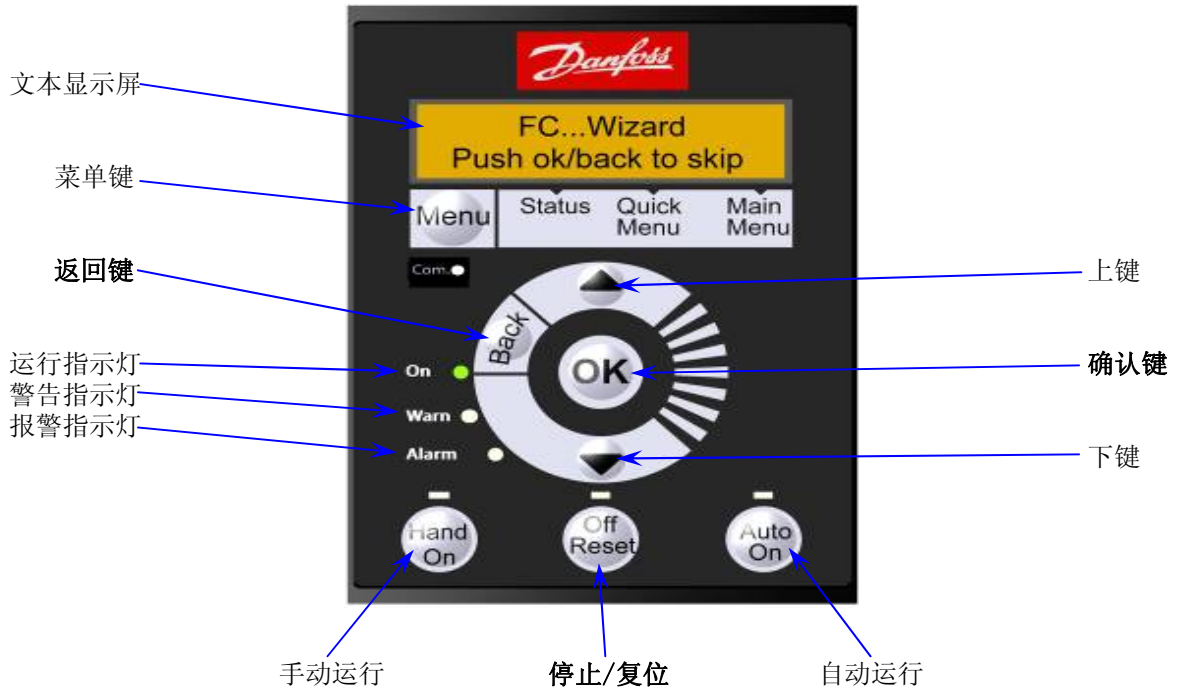 Danfoss
文本显示屏
FC...Wizard
Push ok/back to skip
菜单键
Menu
Status
Quick
Menu
Main
Menu
返回键
Com.
上键
Back
运行指示灯
On
OK
确认键
警告指示灯
Warn
报警指示灯
Alarm
下键
Hand
On
Off
Reset
Auto
On
手动运行
停止/复位
自动运行